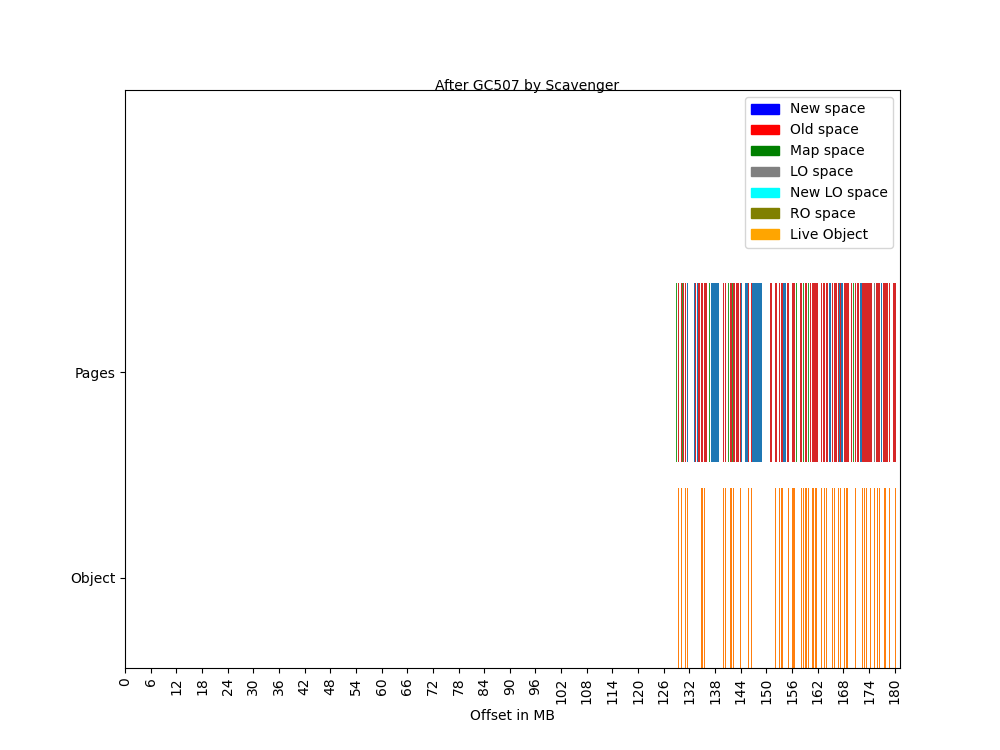 After GC507 by Scavenger
New space
Old space
Map space
LO space
New LO space
RO space
Live Object
Pages
Object
0 6 12 18 24 30 36 42 48 54 60 66 72 78 84 90 96 102 108 114 120 126 132 138 144 150 156 162 168 174 180
Offset in MB